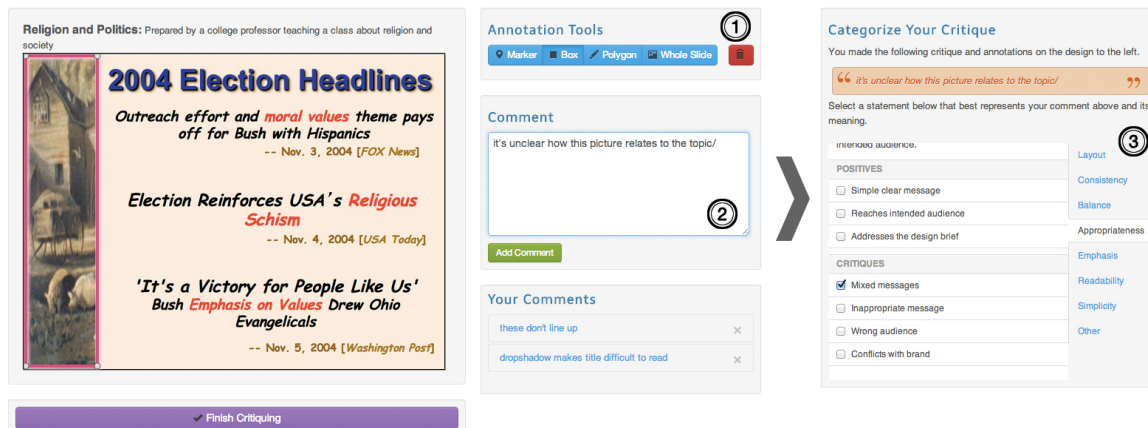 Religion and Politics: Prepared by a college professor teaching a class about religion and
society
2004 Election Headlines
Outreach effort and moral values theme pays
off for Bush with Hispanics
-- Nov. 3, 2004 [FOX News]
Election Reinforces USA's Religious
Schism
-- Nov. 4, 2004 [USA Today]
'It's a Victory for People Like Us'
Bush Emphasis on Values Drew Ohio
Evangelicals
-- Nov. 5, 2004 [Washington Post]
Finish Critiquing
Annotation Tools
1
Marker Box Polygon Whole Slide
Comment
it's unclear how this picture relates to the topic/
2
Add Comment
Your Comments
these don't line up ×
dropshadow makes title difficult to read ×
Categorize Your Critique
You made the following critique and annotations on the design to the left.
“ it's unclear how this picture relates to the topic/ ”
Select a statement below that best represents your comment above and its
meaning.
3
intended audience.
POSITIVES
Simple clear message
Reaches intended audience
Addresses the design brief
CRITIQUES
Mixed messages
Inappropriate message
Wrong audience
Conflicts with brand
Layout
Consistency
Balance
Appropriateness
Emphasis
Readability
Simplicity
Other